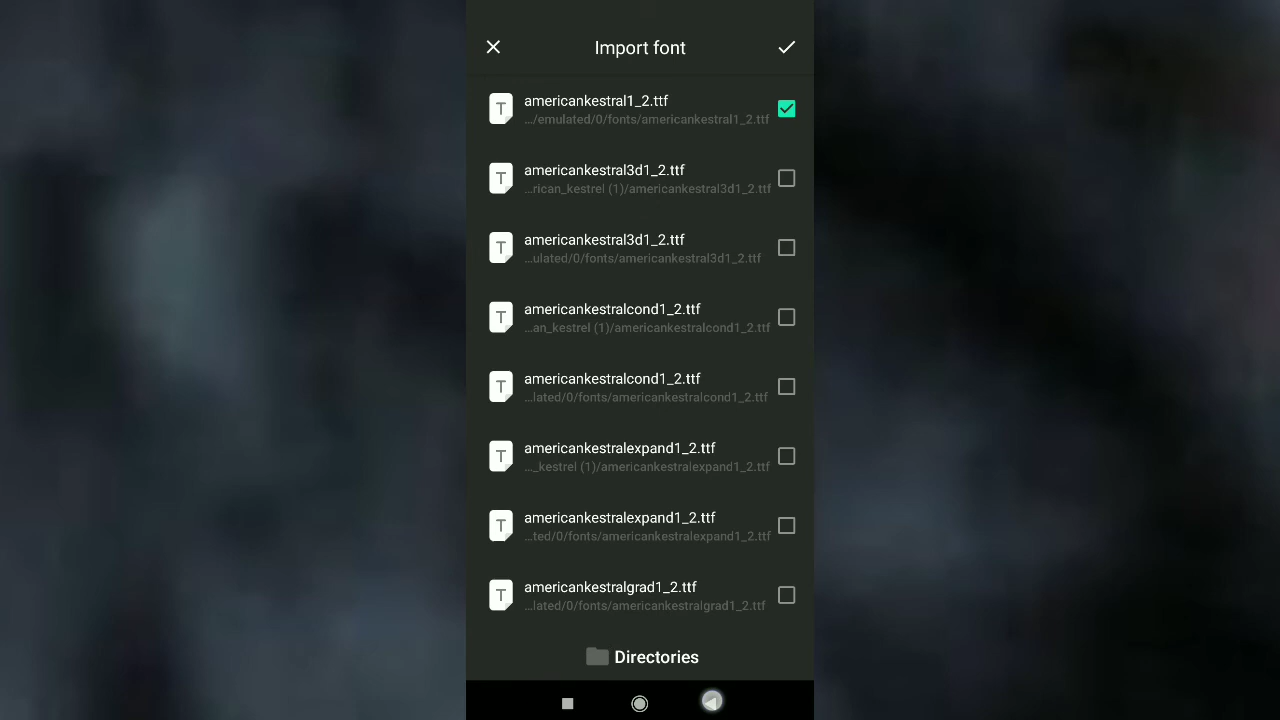 Import font
americankestral1_2.ttf
.../emulated/0/fonts/americankestral1_2.ttf
americankestral3d1_2.ttf
...rican_kestrel (1)/americankestral3d1_2.ttf
americankestral3d1_2.ttf
...ulated/0/fonts/americankestral3d1_2.ttf
americankestralcond1_2.ttf
...an_kestrel (1)/americankestralcond1_2.ttf
americankestralcond1_2.ttf
...lated/0/fonts/americankestralcond1_2.ttf
americankestralexpand1_2.ttf
..._kestrel (1)/americankestralexpand1_2.ttf
americankestralexpand1_2.ttf
...ted/0/fonts/americankestralexpand1_2.ttf
americankestralgrad1_2.ttf
...lated/0/fonts/americankestralgrad1_2.ttf
Directories